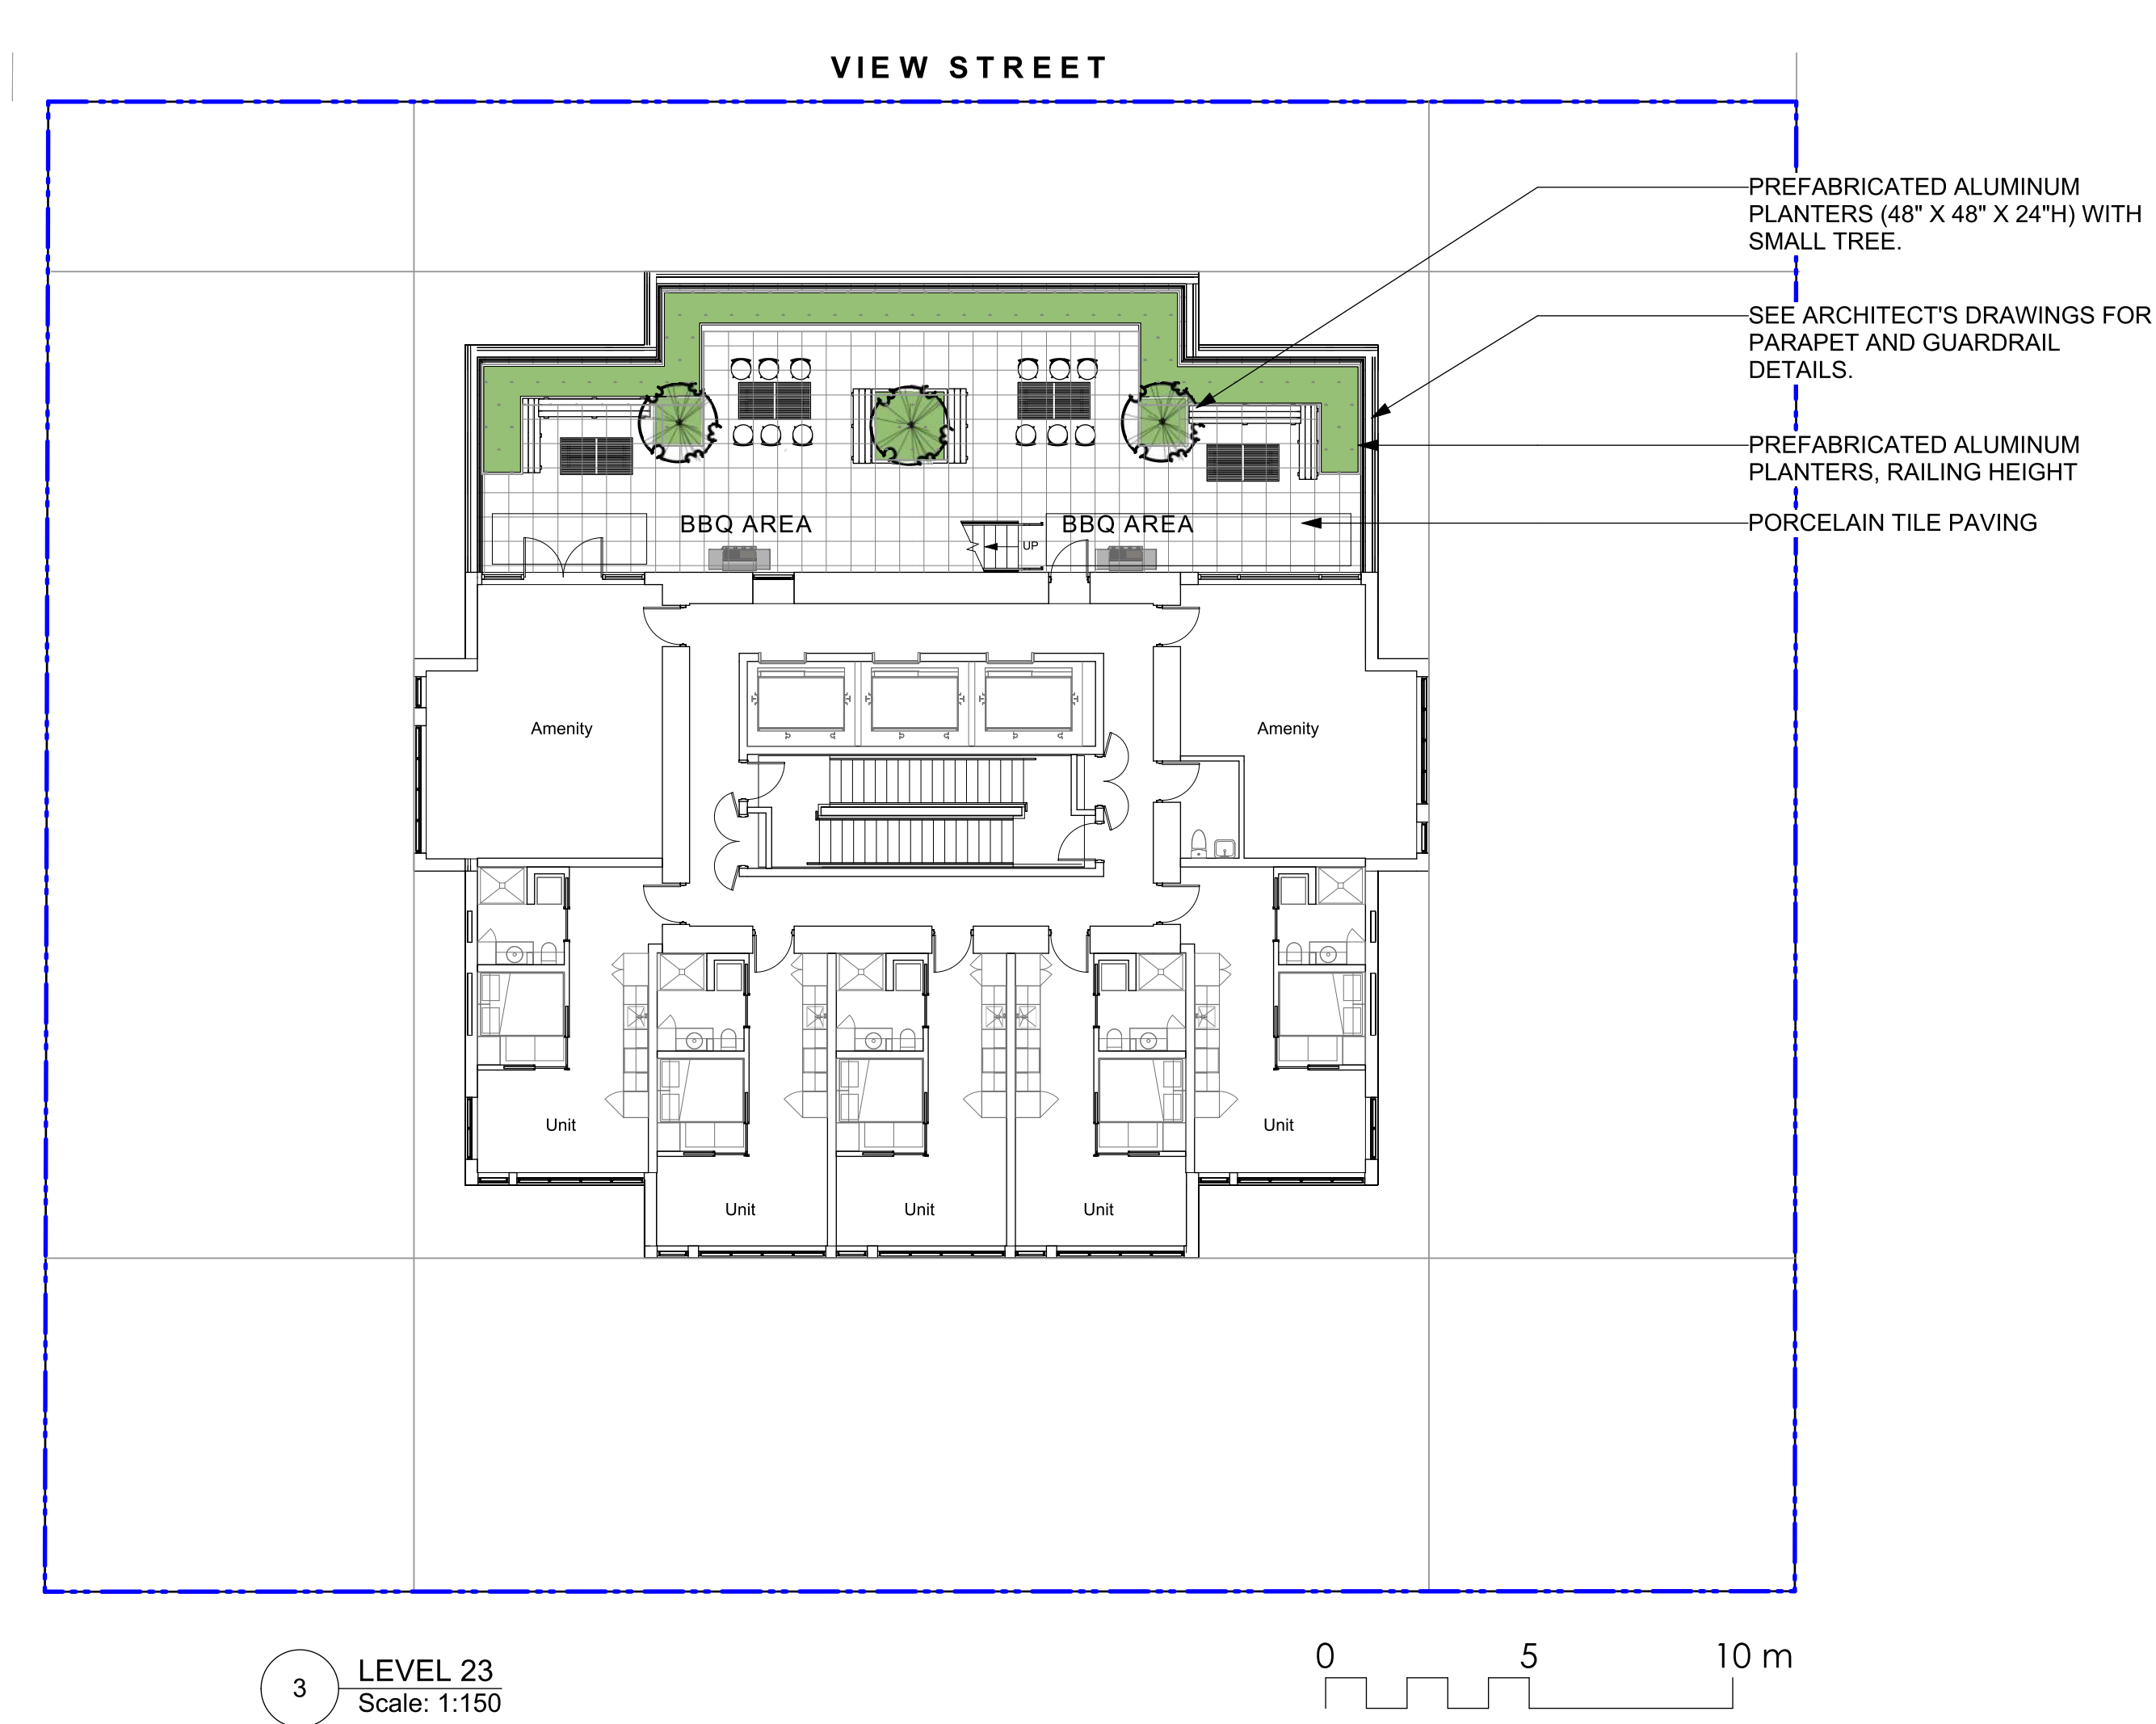 VIEW STREET
PREFABRICATED ALUMINUM
PLANTERS (48" X 48" X 24"H) WITH
SMALL TREE.
SEE ARCHITECT'S DRAWINGS FOR
PARAPET AND GUARDRAIL
DETAILS.
PREFABRICATED ALUMINUM
PLANTERS, RAILING HEIGHT
BBQ AREA
BBQ AREA
PORCELAIN TILE PAVING
UP
Amenity
Amenity
Unit
Unit
Unit
Unit
Unit
0 5 10 m
3
LEVEL 23
Scale: 1:150